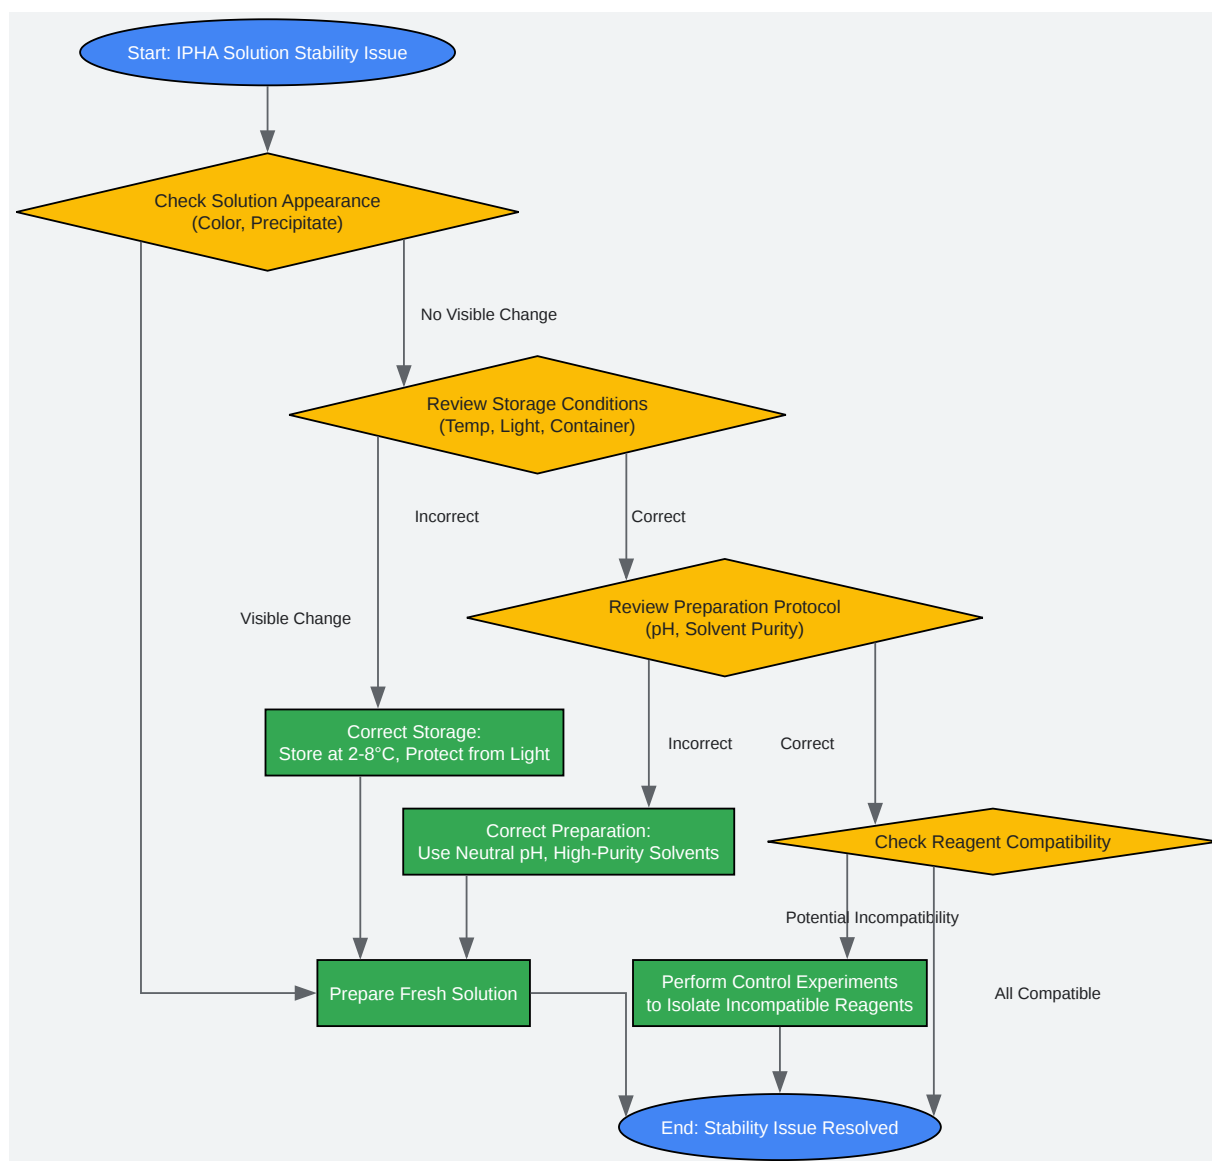 Start: IPHA Solution Stability Issue
Check Solution Appearance
(Color, Precipitate)
No Visible Change
Review Storage Conditions
(Temp, Light, Container)
Incorrect
Correct
Visible Change
Review Preparation Protocol
(pH, Solvent Purity)
Correct Storage:
Store at 2-8°C, Protect from Light
Incorrect
Correct
Correct Preparation:
Use Neutral pH, High-Purity Solvents
Check Reagent Compatibility
Potential Incompatibility
Prepare Fresh Solution
Perform Control Experiments
to Isolate Incompatible Reagents
All Compatible
End: Stability Issue Resolved